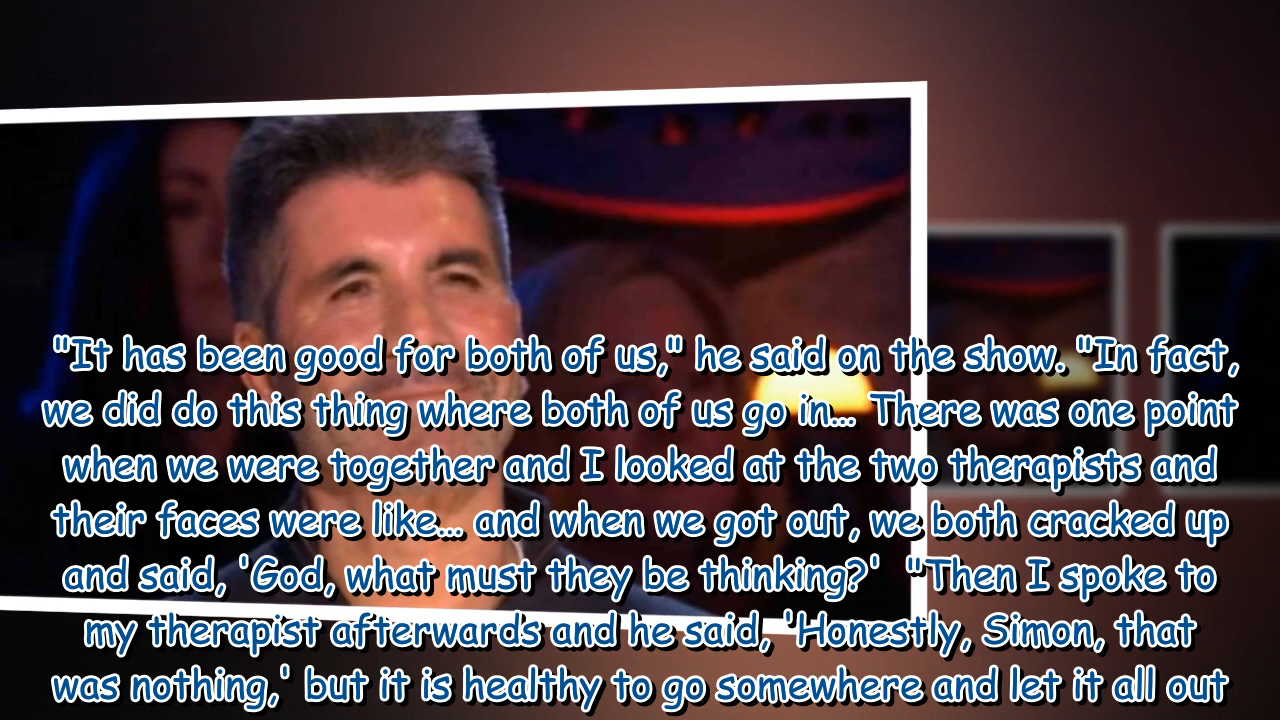 "It has been good for both of us," he said on the show. "In fact,
we did do this thing where both of us go in... There was one point
when we were together and I looked at the two therapists and
their faces were like... and when we got out, we both cracked up
and said, 'God, what must they be thinking?' "Then I spoke to
my therapist afterwards and he said, 'Honestly, Simon, that
was nothing,' but it is healthy to go somewhere and let it all out